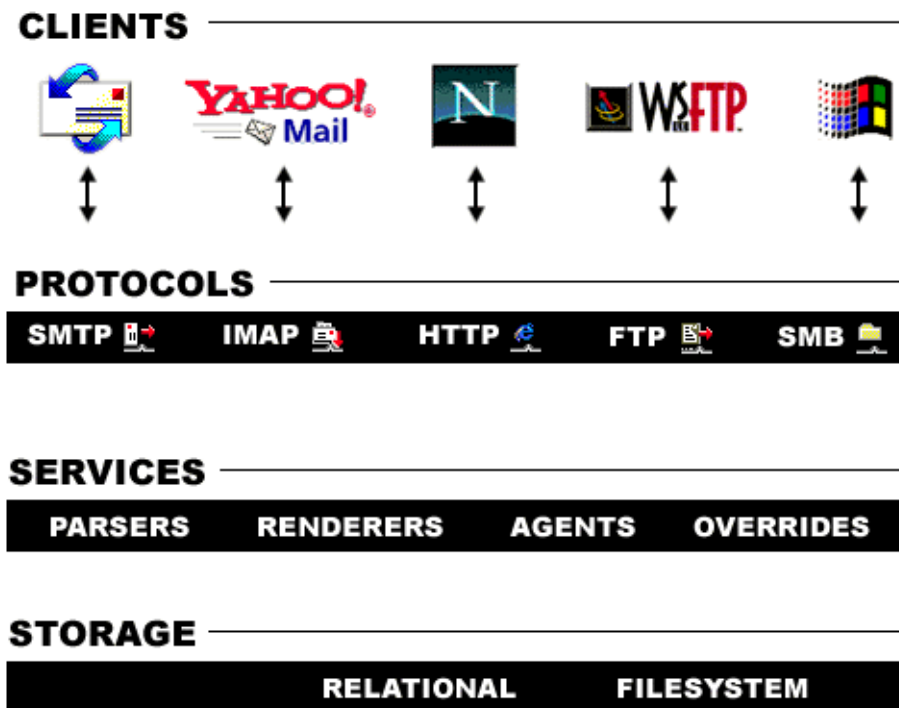 CLIENTS
YAHOO!® Mail
N
WS FTP
PROTOCOLS
SMTP IMAP HTTP FTP SMB
SERVICES
PARSERS RENDERERS AGENTS OVERRIDES
STORAGE
RELATIONAL FILESYSTEM